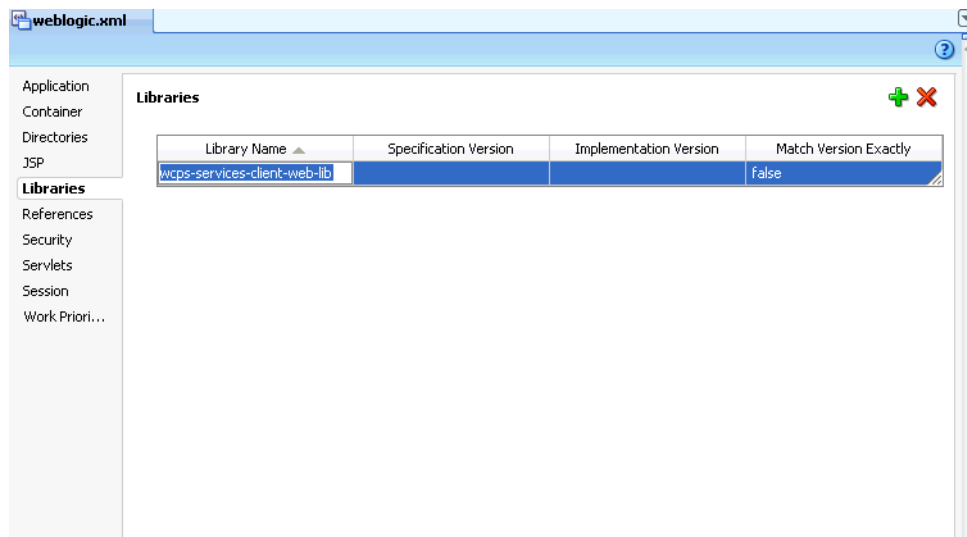 weblogic.xml
?
Application
Container
Directories
JSP
Libraries
References
Security
Servlets
Session
Work Priori...
Libraries
Library Name Specification Version Implementation Version Match Version Exactly
wcps-services-client-web-lib false